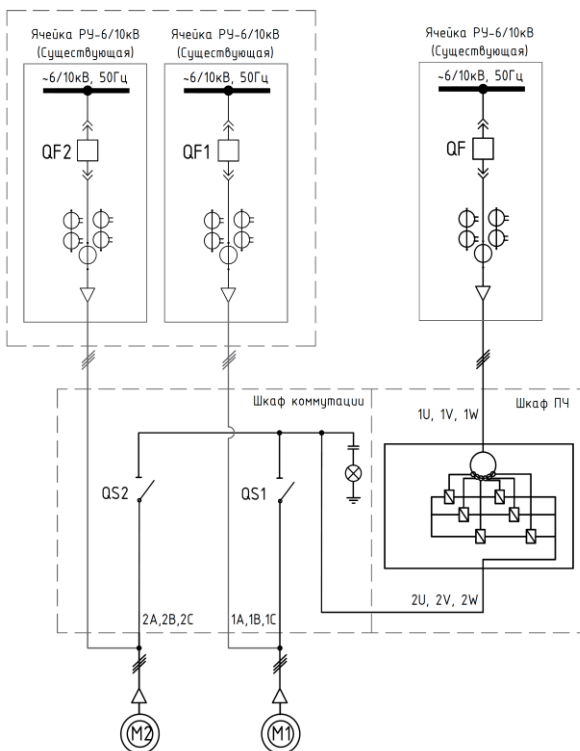 Ячейка РУ-6/10кВ
(Существующая)
~6/10кВ, 50Гц
QF2
Ячейка РУ-6/10кВ
(Существующая)
~6/10кВ, 50Гц
QF1
Ячейка РУ-6/10кВ
(Существующая)
~6/10кВ, 50Гц
QF
Шкаф коммутации
Шкаф ПЧ
1U, 1V, 1W
QS2
QS1
2A,2B,2C
1A,1B,1C
2U, 2V, 2W
M2
M1